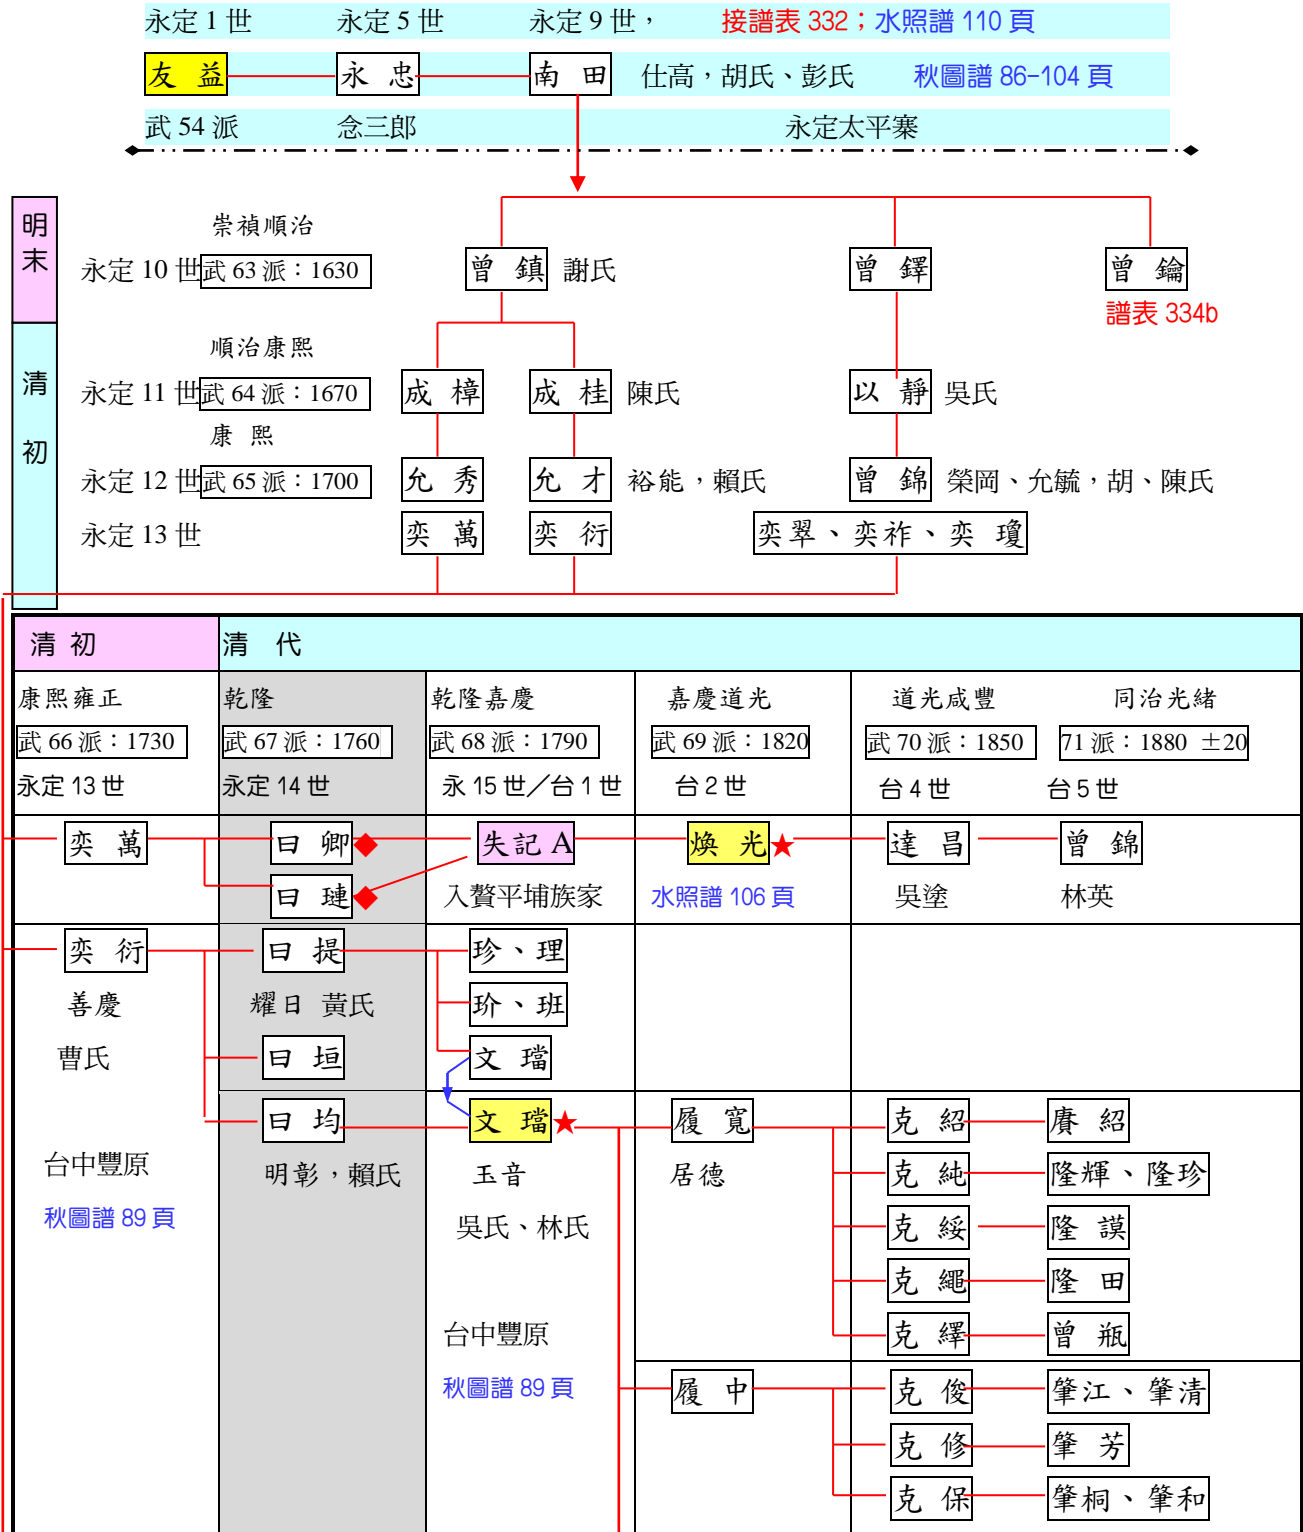 永定 1 世 永定 5 世 永定 9 世， 接譜表 332；水照譜 110 頁
友 益 永 忠 南 田 仕高，胡氏、彭氏 秋圖譜 86-104 頁
武 54 派 念三郎 永定太平寨
明末
崇禎順治
永定 10 世 武 63 派：1630 曾 鎮 謝氏 曾 鐸 曾 鑰
譜表 334b
清初
順治康熙
永定 11 世 武 64 派：1670 成 樟 成 桂 陳氏 以 靜 吳氏
康 熙
永定 12 世 武 65 派：1700 允 秀 允 才 裕能，賴氏 曾 錦 榮岡、允毓，胡、陳氏
永定 13 世 奕 萬 奕 衍 奕翠、奕祚、奕 瓊
清 初 清 代
康熙雍正 乾隆 乾隆嘉慶 嘉慶道光 道光咸豐 同治光緒
武 66 派：1730 武 67 派：1760 武 68 派：1790 武 69 派：1820 武 70 派：1850 71 派：1880 ±20
永定 13 世 永定 14 世 永 15 世／台 1 世 台 2 世 台 4 世 台 5 世
奕 萬 曰 卿 失記 A 煥 光★ 達 昌 曾 錦
曰 璉 入贅平埔族家 水照譜 106 頁 吳塗 林英
奕 衍 曰 提 珍、理
善慶 耀日 黃氏 玠、班
曹氏 曰 垣 文 璫
曰 均 文 璫★ 履 寬 克 紹 賡 紹
台中豐原 明彰，賴氏 玉音 居德 克 純 隆輝、隆珍
秋圖譜 89 頁 吳氏、林氏 克 綏 隆 謨
克 繩 隆 田
台中豐原 克 繹 曾 瓶
秋圖譜 89 頁 履 中 克 俊 肇江、肇清
克 修 肇 芳
克 保 肇桐、肇和